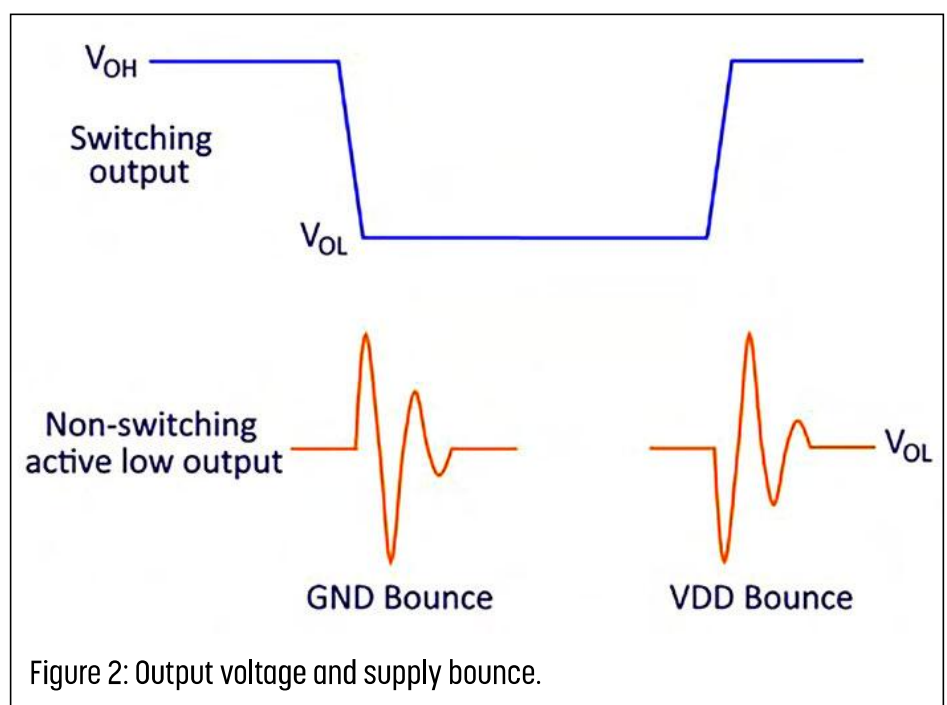 VOH
Switching
output
VOL
Non-switching
active low output
VOL
GND Bounce
VDD Bounce
Figure 2: Output voltage and supply bounce.